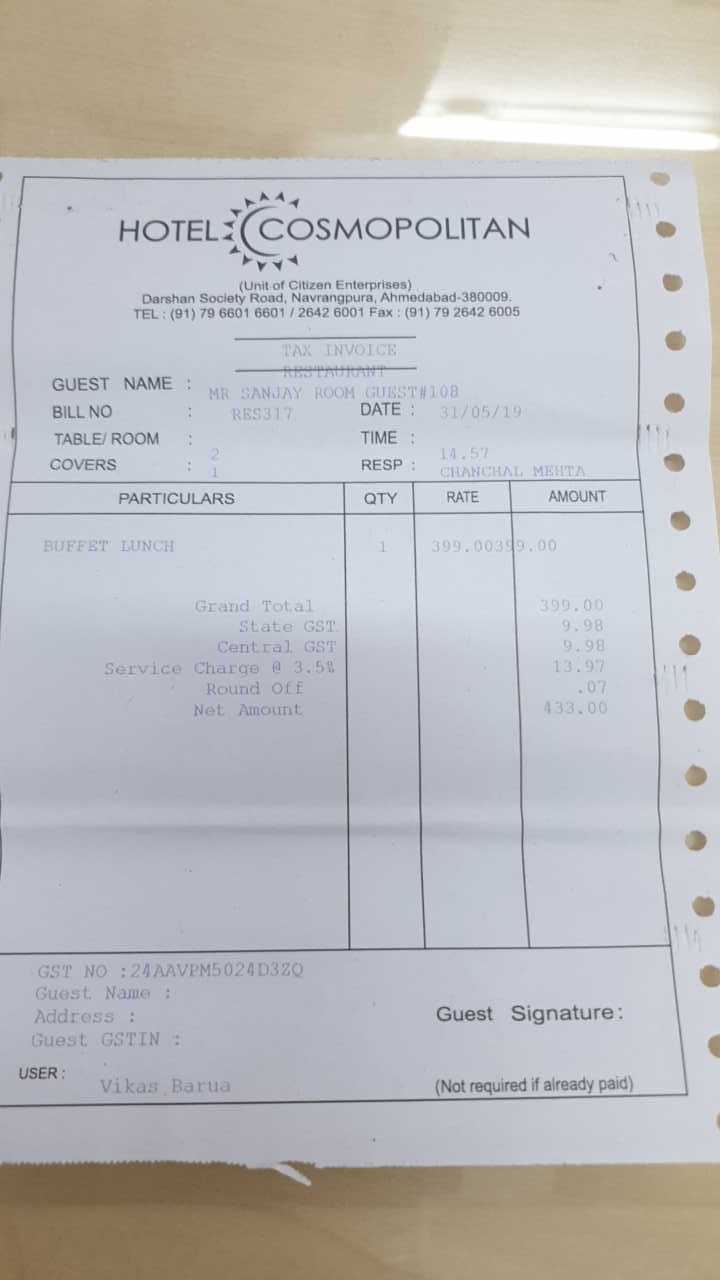 HOTEL COSMOPOLITAN
(Unit of Citizen Enterprises)
Darshan Society Road, Navrangpura, Ahmedabad-380009.
TEL : (91) 79 6601 6601 / 2642 6001 Fax : (91) 79 2642 6005
TAX INVOICE
RESTAURANT
GUEST NAME : MR SANJAY ROOM GUEST#108
BILL NO : RES317 DATE : 31/05/19
TABLE/ ROOM : 2 TIME : 14.57
COVERS : 1 RESP : CHANCHAL MEHTA
PARTICULARS QTY RATE AMOUNT
BUFFET LUNCH 1 399.00399.00
Grand Total 399.00
State GST 9.98
Central GST 9.98
Service Charge @ 3.5% 13.97
Round Off .07
Net Amount 433.00
GST NO :24AAVPM5024D3ZQ
Guest Name :
Address :
Guest Signature:
Guest GSTIN :
USER : Vikas Barua
(Not required if already paid)